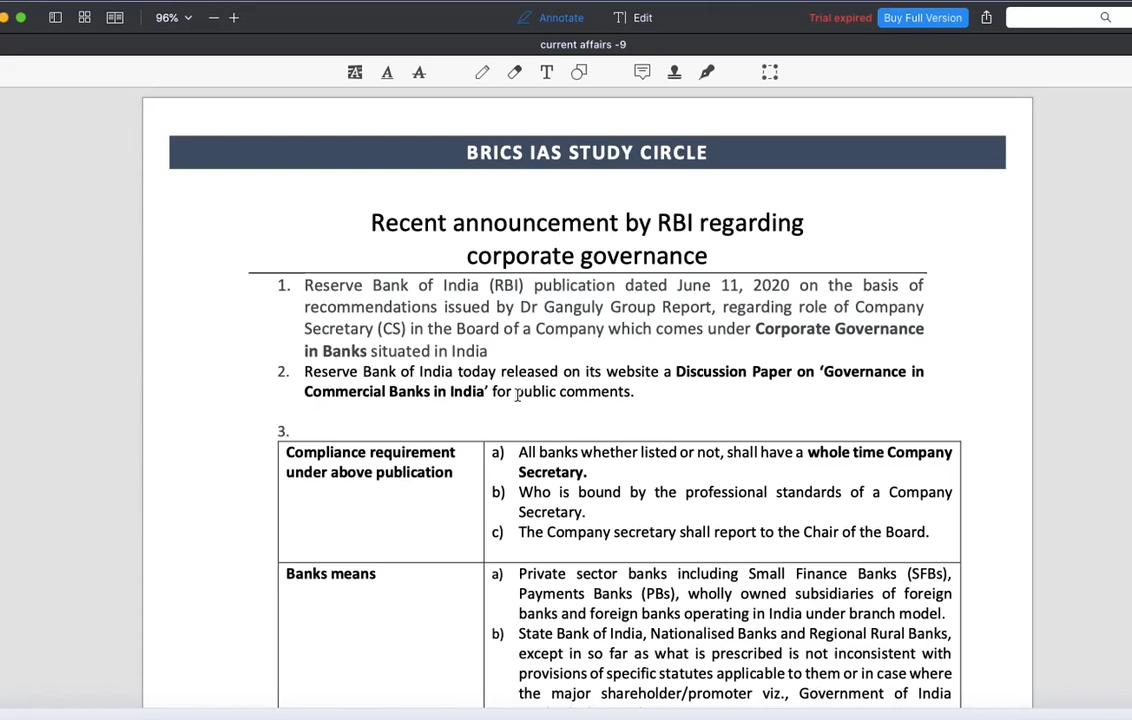 96%
Annotate
T| Edit
Trial expired
Buy Full Version
current affairs -9
BRICS IAS STUDY CIRCLE
Recent announcement by RBI regarding
corporate governance
1. Reserve Bank of India (RBI) publication dated June 11, 2020 on the basis of
recommendations issued by Dr Ganguly Group Report, regarding role of Company
Secretary (CS) in the Board of a Company which comes under Corporate Governance
in Banks situated in India
2. Reserve Bank of India today released on its website a Discussion Paper on ‘Governance in
Commercial Banks in India’ for public comments.
3.
Compliance requirement
under above publication
a) All banks whether listed or not, shall have a whole time Company
Secretary.
b) Who is bound by the professional standards of a Company
Secretary.
c) The Company secretary shall report to the Chair of the Board.
Banks means
a) Private sector banks including Small Finance Banks (SFBs),
Payments Banks (PBs), wholly owned subsidiaries of foreign
banks and foreign banks operating in India under branch model.
b) State Bank of India, Nationalised Banks and Regional Rural Banks,
except in so far as what is prescribed is not inconsistent with
provisions of specific statutes applicable to them or in case where
the major shareholder/promoter viz., Government of India